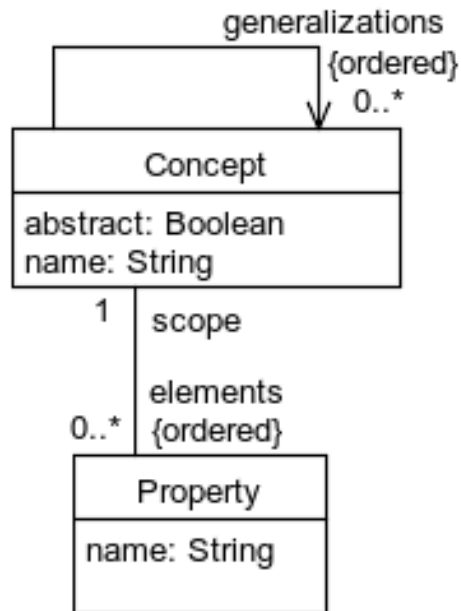 generalizations
{ordered}
0..*
Concept
abstract: Boolean
name: String
1 scope
elements
0..* {ordered}
Property
name: String